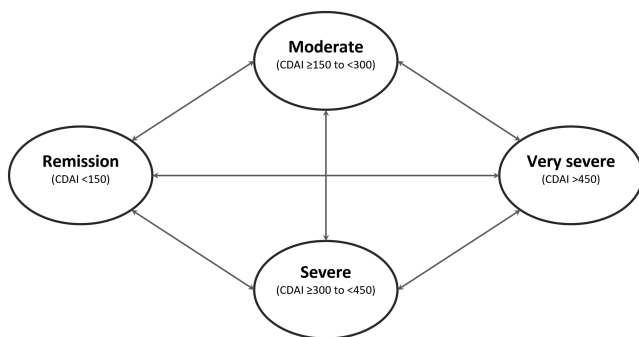 Moderate
(CDAI ≥150 to <300)
Remission
(CDAI <150)
Very severe
(CDAI >450)
Severe
(CDAI ≥300 to <450)